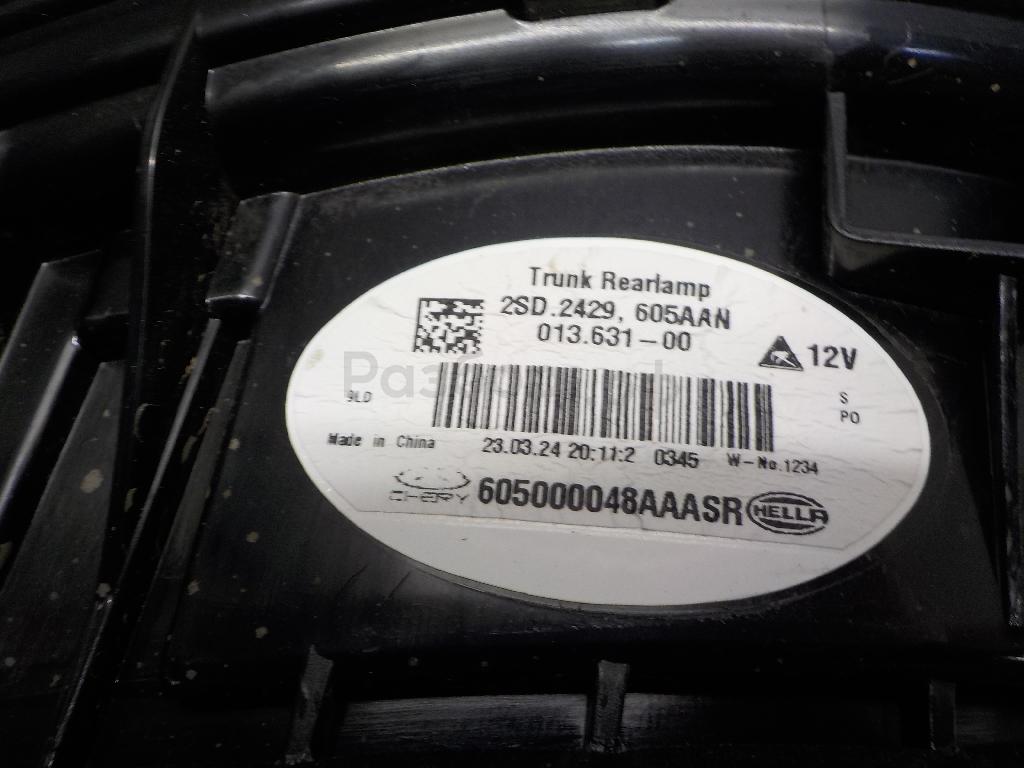 Trunk Rearlamp
2SD.2429, 605AAN
013.631-00
12V
9LD
S
PO
Made in China
23.03.24 20:11:2 0345 W-No.1234
CHERY 605000048AAASR HELLA